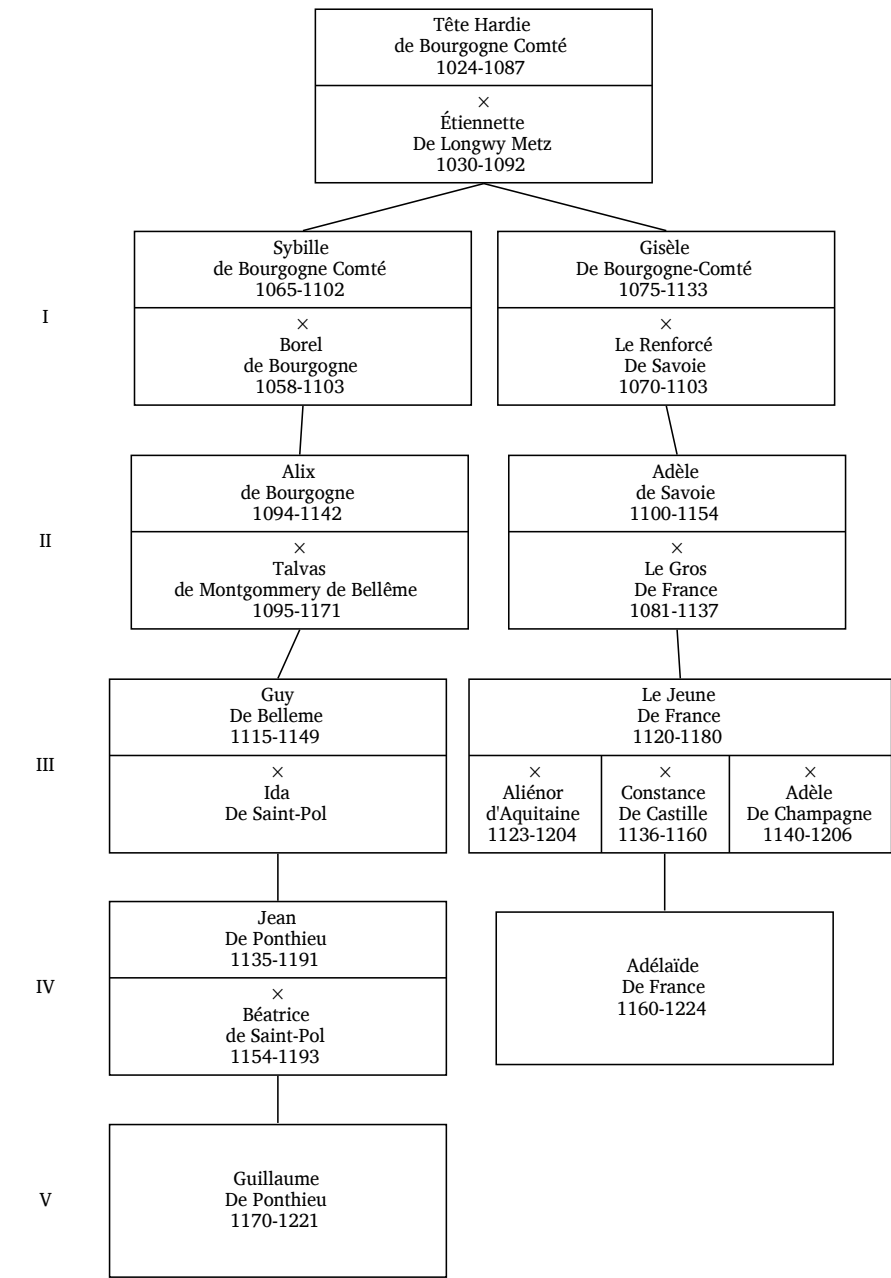 Tête Hardie
de Bourgogne Comté
1024-1087
×
Étiennette
De Longwy Metz
1030-1092
I
Sybille
de Bourgogne Comté
1065-1102
×
Borel
de Bourgogne
1058-1103
Gisèle
De Bourgogne-Comté
1075-1133
×
Le Renforcé
De Savoie
1070-1103
II
Alix
de Bourgogne
1094-1142
×
Talvas
de Montgommery de Bellême
1095-1171
Adèle
de Savoie
1100-1154
×
Le Gros
De France
1081-1137
III
Guy
De Belleme
1115-1149
×
Ida
De Saint-Pol
Le Jeune
De France
1120-1180
×
Aliénor
d'Aquitaine
1123-1204
×
Constance
De Castille
1136-1160
×
Adèle
De Champagne
1140-1206
IV
Jean
De Ponthieu
1135-1191
×
Béatrice
de Saint-Pol
1154-1193
Adélaïde
De France
1160-1224
V
Guillaume
De Ponthieu
1170-1221